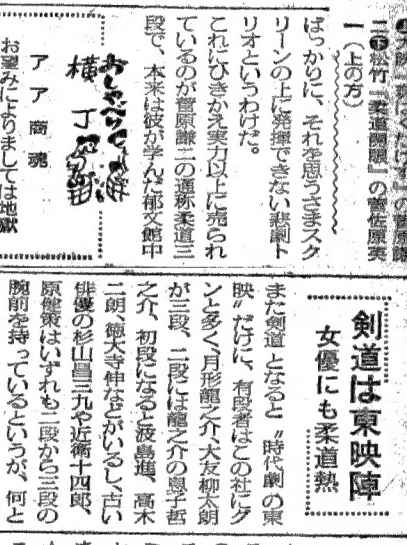 二㊦松竹『柔道開眼』の菅佐原英
一(上の方)
ばっかりに、それを思うさまスク
リーンの上に発揮できない悲劇ト
リオというわけだ。
これにひきかえ実力以上に売られ
ているのが菅原謙二の通称柔道三
段で、本来は彼が学んだ郁文館中
おしゃべり
横丁
アア商魂
お望みによりましては地獄
剣道は東映陣
女優にも柔道熱
また剣道となると〝時代劇の東
映〟だけに、有段者はこの社にグ
ンと多く、月形龍之介、大友柳太朗
が三段、二段には龍之介の息子哲
之介、初段になると波島進、高木
二朗、徳大寺伸などがいるし、古い
俳優の杉山昌三九や近衛十四郎、
原健策はいずれも二段から三段の
腕前を持っているというが、何と